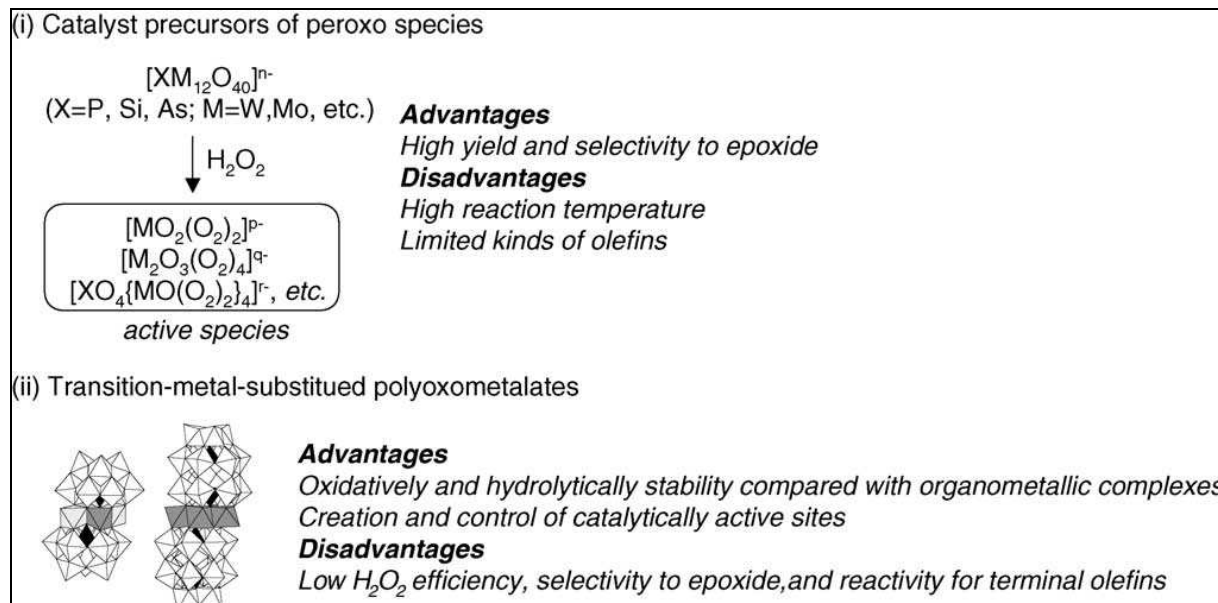 (i) Catalyst precursors of peroxo species
[XM₁₂O₄₀]ⁿ⁻
(X=P, Si, As; M=W,Mo, etc.)
H₂O₂
[MO₂(O₂)₂]ᵖ⁻
[M₂O₃(O₂)₄]q⁻
[XO₄{MO(O₂)₂}₄]ʳ⁻, etc.
active species
Advantages
High yield and selectivity to epoxide
Disadvantages
High reaction temperature
Limited kinds of olefins
(ii) Transition-metal-substitued polyoxometalates
Advantages
Oxidatively and hydrolytically stability compared with organometallic complexes
Creation and control of catalytically active sites
Disadvantages
Low H₂O₂ efficiency, selectivity to epoxide,and reactivity for terminal olefins